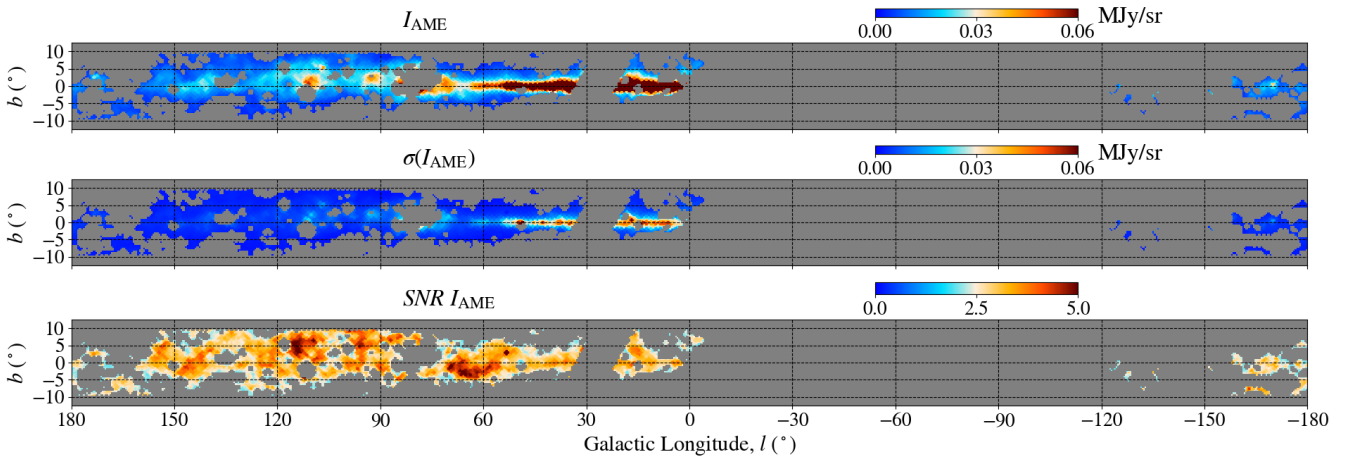 I_AME
MJy/sr
0.00 0.03 0.06
10
5
0
−5
−10
b (°)
σ(I_AME)
MJy/sr
0.00 0.03 0.06
10
5
0
−5
−10
b (°)
SNR I_AME
0.0 2.5 5.0
10
5
0
−5
−10
b (°)
180 150 120 90 60 30 0 −30 −60 −90 −120 −150 −180
Galactic Longitude, l (°)